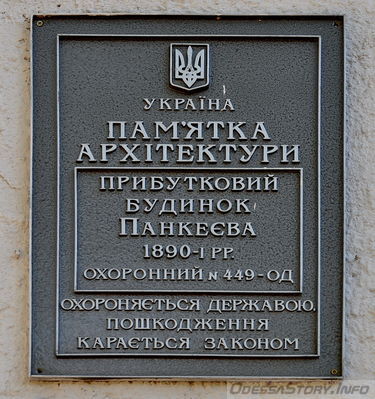 УКРАЇНА
ПАМ'ЯТКА
АРХІТЕКТУРИ
ПРИБУТКОВИЙ
БУДИНОК
ПАНКЕЄВА
1890-І РР.
ОХОРОННИЙ № 449-ОД
ОХОРОНЯЄТЬСЯ ДЕРЖАВОЮ.
ПОШКОДЖЕННЯ
КАРАЄТЬСЯ ЗАКОНОМ
OdessaStory.Info